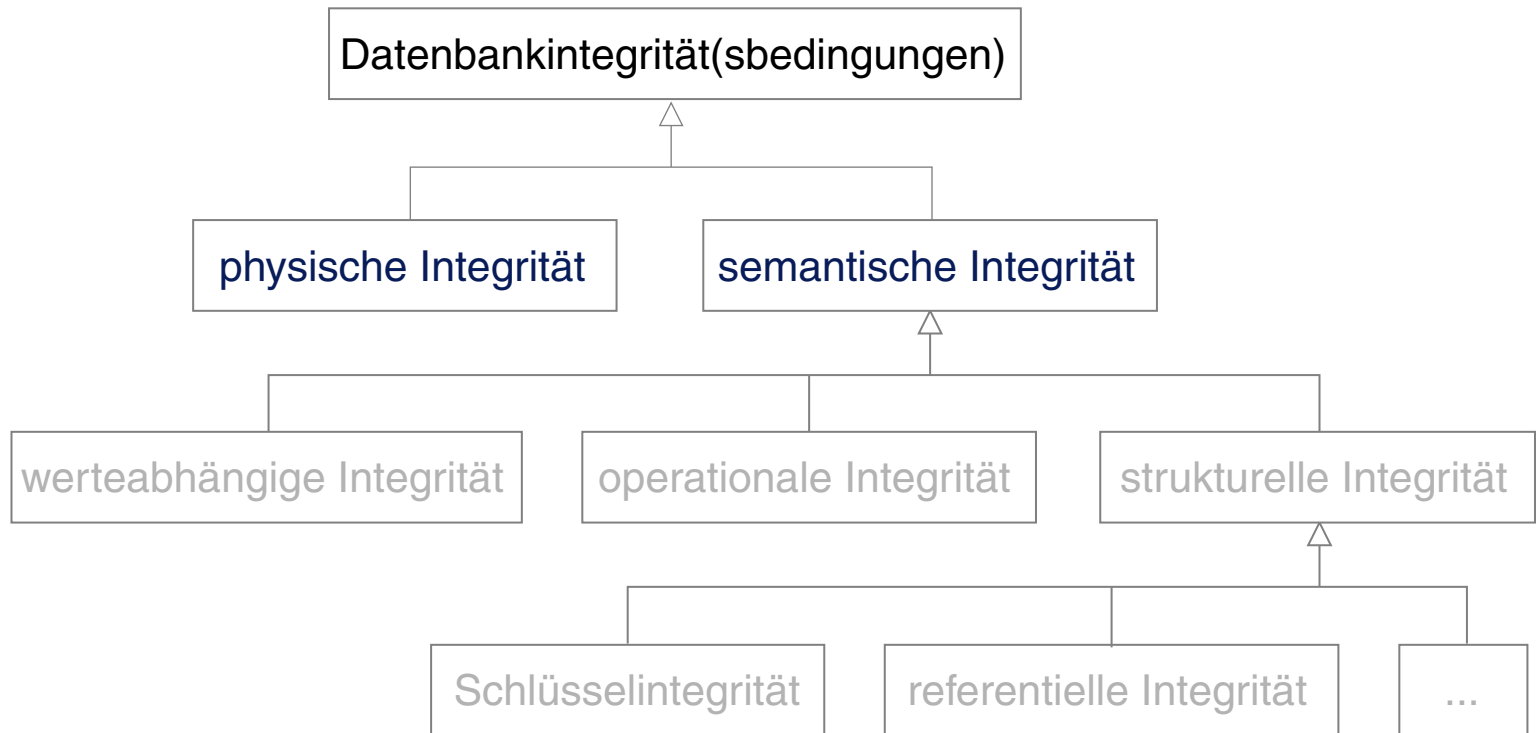 Datenbankintegrität(sbedingungen)
physische Integrität
semantische Integrität
werteabhängige Integrität
operationale Integrität
strukturelle Integrität
Schlüsselintegrität
referentielle Integrität
...